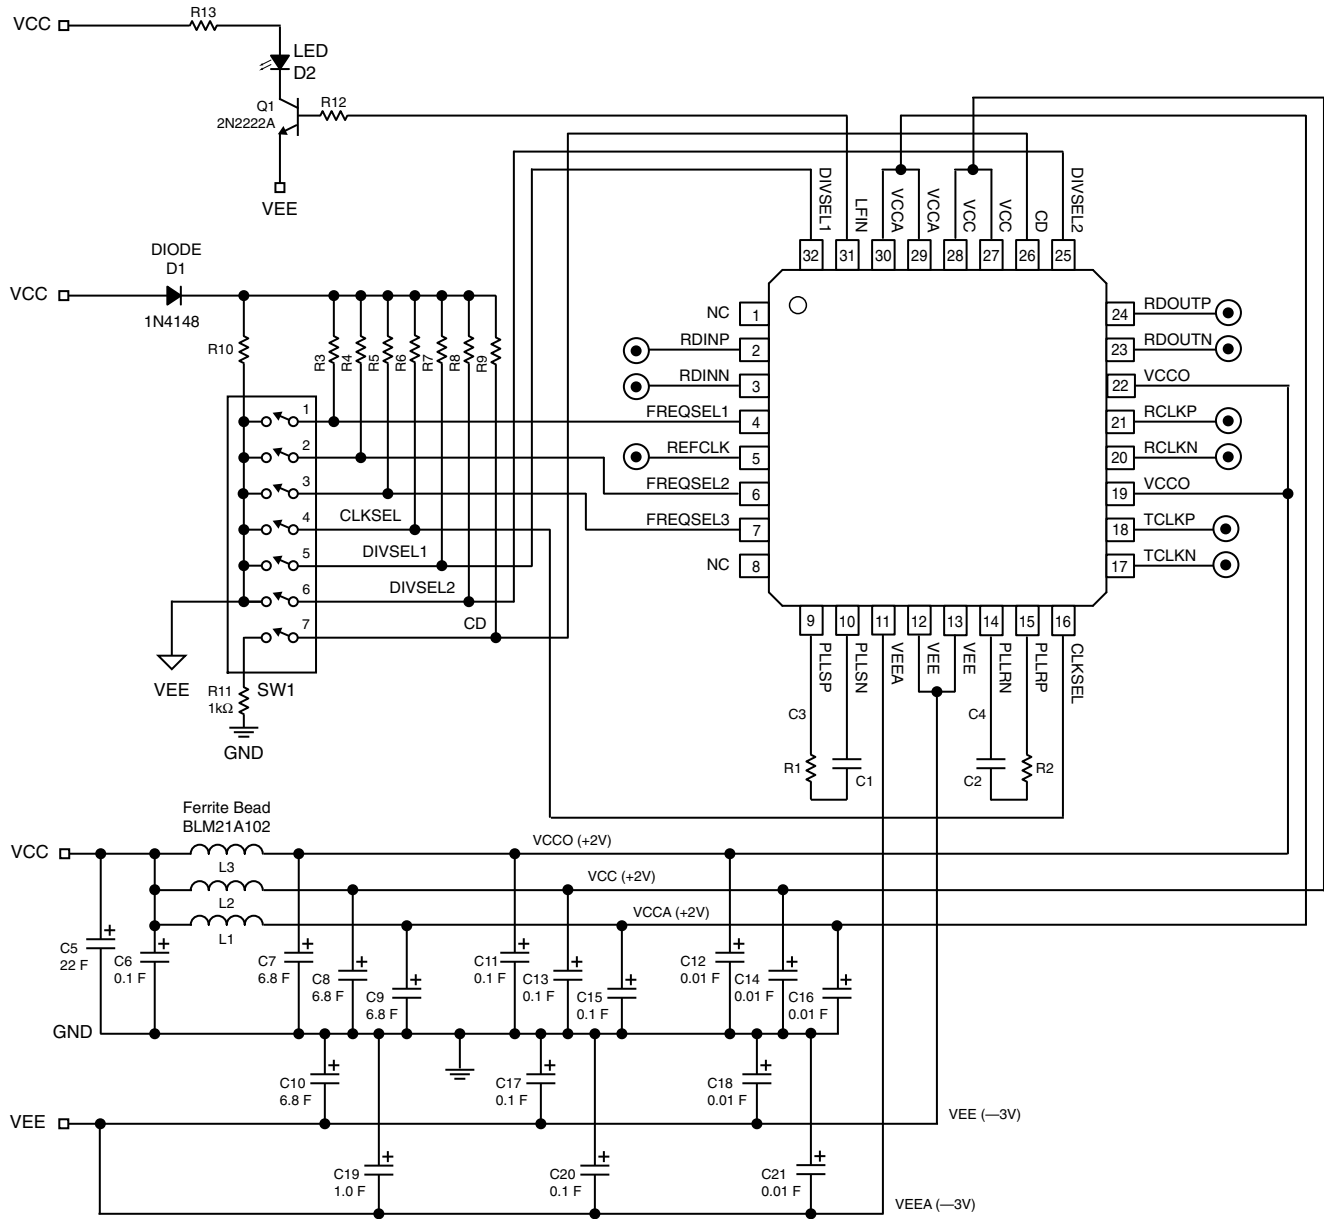 VCC
R13
LED
D2
Q1
2N2222A
R12
VEE
DIODE
D1
VCC
1N4148
R10
R3
R4
R5
R6
R7
R8
R9
1
2
3
4
5
6
7
CLKSEL
DIVSEL1
DIVSEL2
CD
VEE
R11
1kΩ
SW1
GND
DIVSEL1
LFIN
VCCA
VCCA
VCC
VCC
CD
DIVSEL2
32
31
30
29
28
27
26
25
NC
1
RDINP
2
RDINN
3
FREQSEL1
4
REFCLK
5
FREQSEL2
6
FREQSEL3
7
NC
8
24
RDOUTP
23
RDOUTN
22
VCCO
21
RCLKP
20
RCLKN
19
VCCO
18
TCLKP
17
TCLKN
9
10
11
12
13
14
15
16
PLLSP
PLLSN
VEEA
VEE
VEE
PLLRN
PLLRP
CLKSEL
C3
C4
R1
C1
C2
R2
Ferrite Bead
BLM21A102
VCC
L3
L2
L1
VCCO (+2V)
VCC (+2V)
VCCA (+2V)
C5
22 F
C6
0.1 F
C7
6.8 F
C8
6.8 F
C9
6.8 F
C11
0.1 F
C13
0.1 F
C15
0.1 F
C12
0.01 F
C14
0.01 F
C16
0.01 F
GND
C10
6.8 F
C17
0.1 F
C18
0.01 F
VEE
VEE (—3V)
C19
1.0 F
C20
0.1 F
C21
0.01 F
VEEA (—3V)